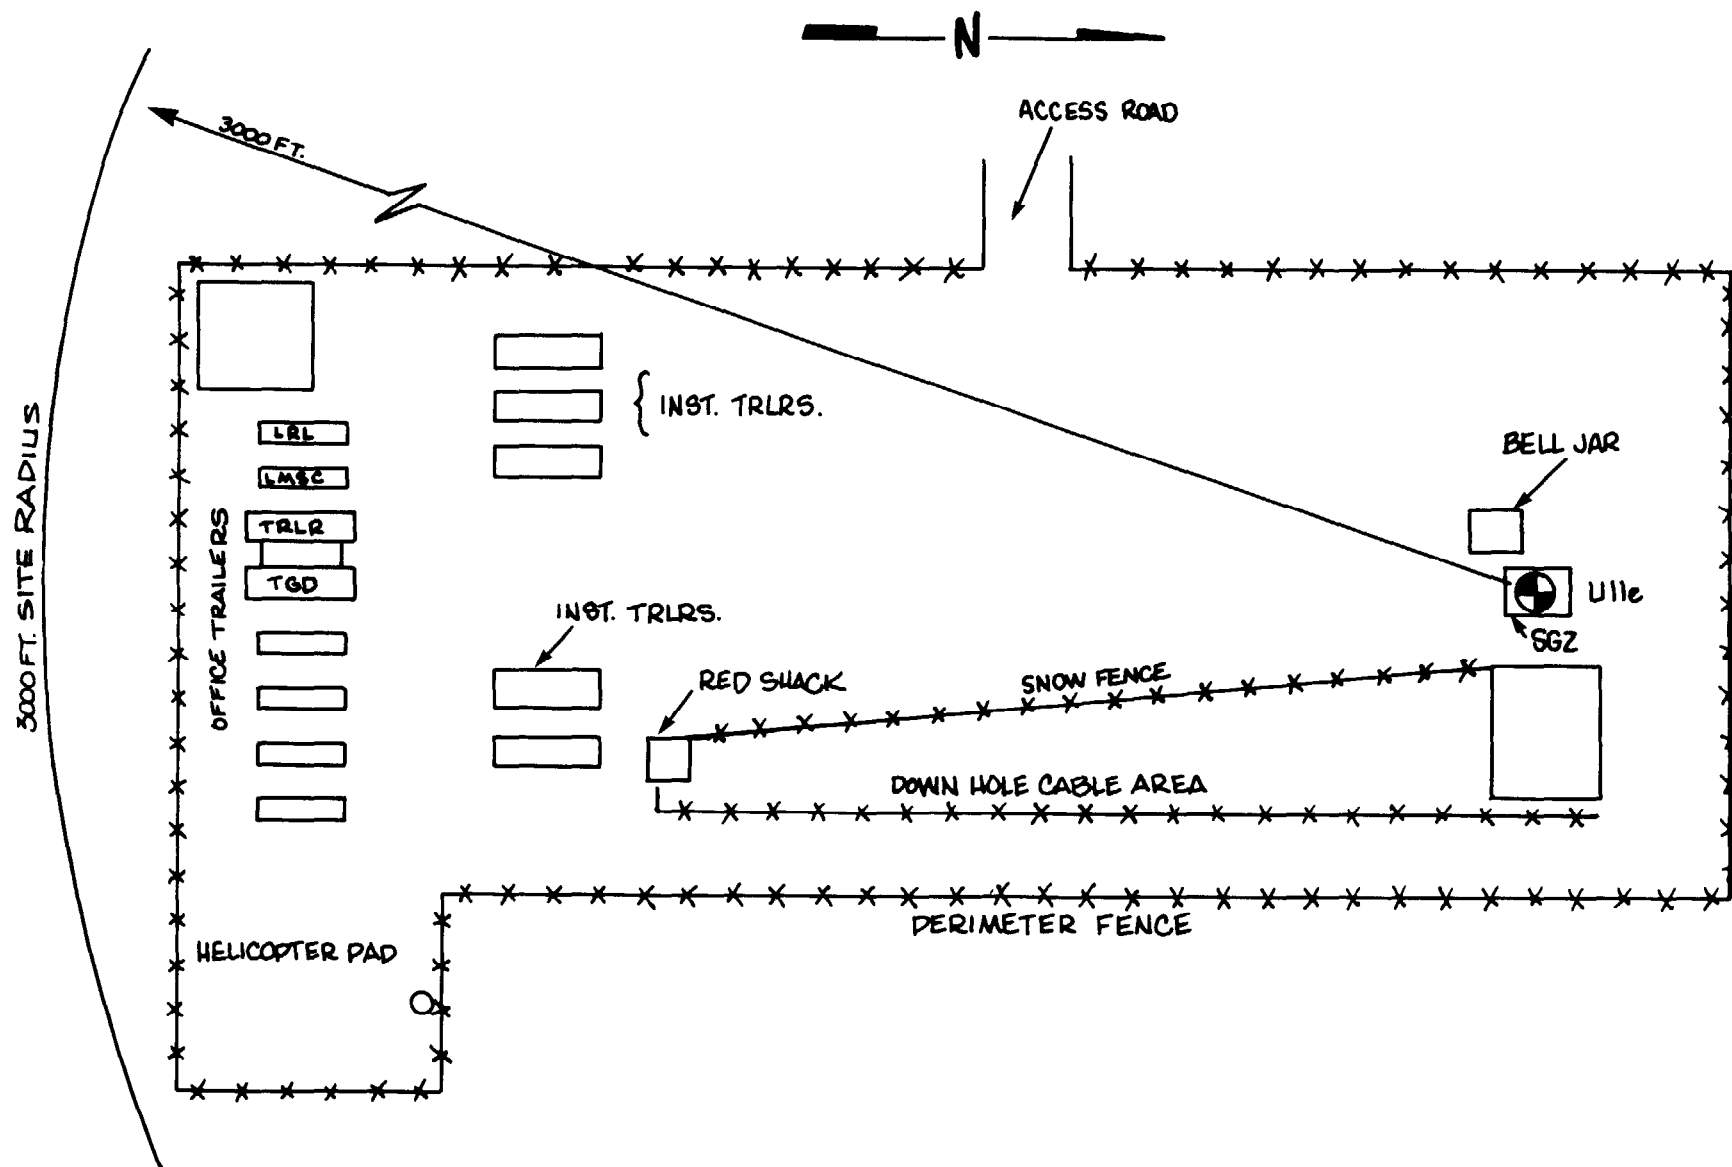 N
ACCESS ROAD
3000 FT.
3000 FT. SITE RADIUS
INST. TRLRS.
LRL
LMSC
TRLR
TGD
OFFICE TRAILERS
BELL JAR
U11e
SGZ
INST. TRLRS.
RED SHACK
SNOW FENCE
DOWN HOLE CABLE AREA
PERIMETER FENCE
HELICOPTER PAD